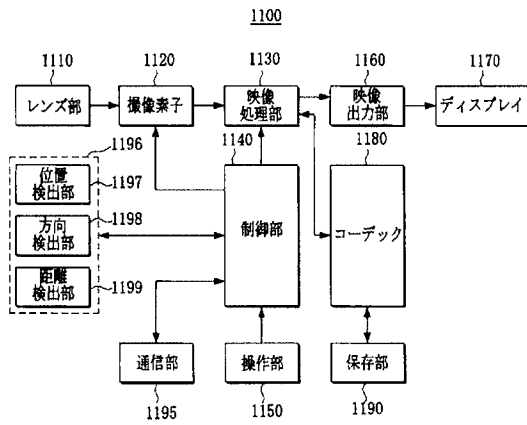 1100
1110
1120
1130
1160
1170
レンズ部
撮像素子
映像
処理部
映像
出力部
ディスプレイ
1196
1140
1180
位置
検出部
1197
方向
検出部
1198
距離
検出部
1199
制御部
コーデック
通信部
操作部
保存部
1195
1150
1190